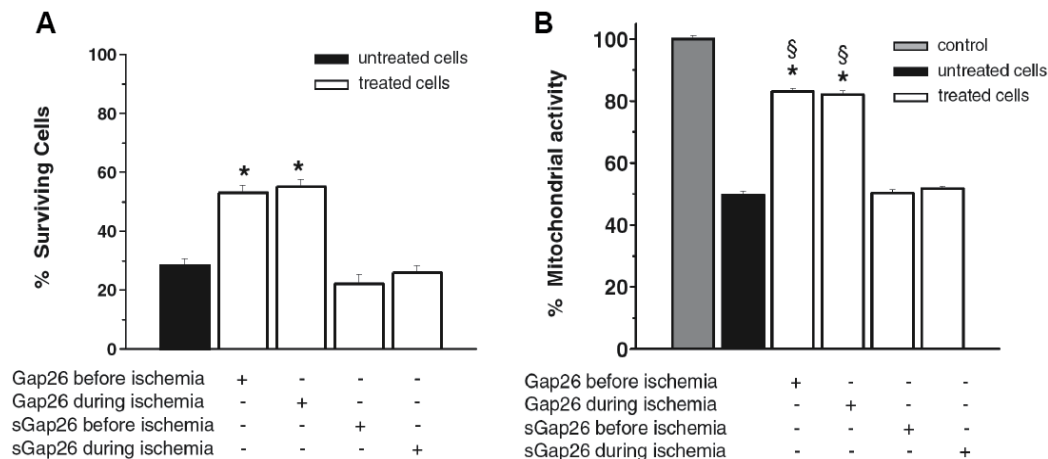 A
% Surviving Cells
100
80
60
40
20
0
untreated cells
treated cells
* *
Gap26 before ischemia + - - -
Gap26 during ischemia - + - -
sGap26 before ischemia - - + -
sGap26 during ischemia - - - +
B
% Mitochondrial activity
100
80
60
40
20
0
control
untreated cells
treated cells
§ §
* *
Gap26 before ischemia + - - -
Gap26 during ischemia - + - -
sGap26 before ischemia - - + -
sGap26 during ischemia - - - +